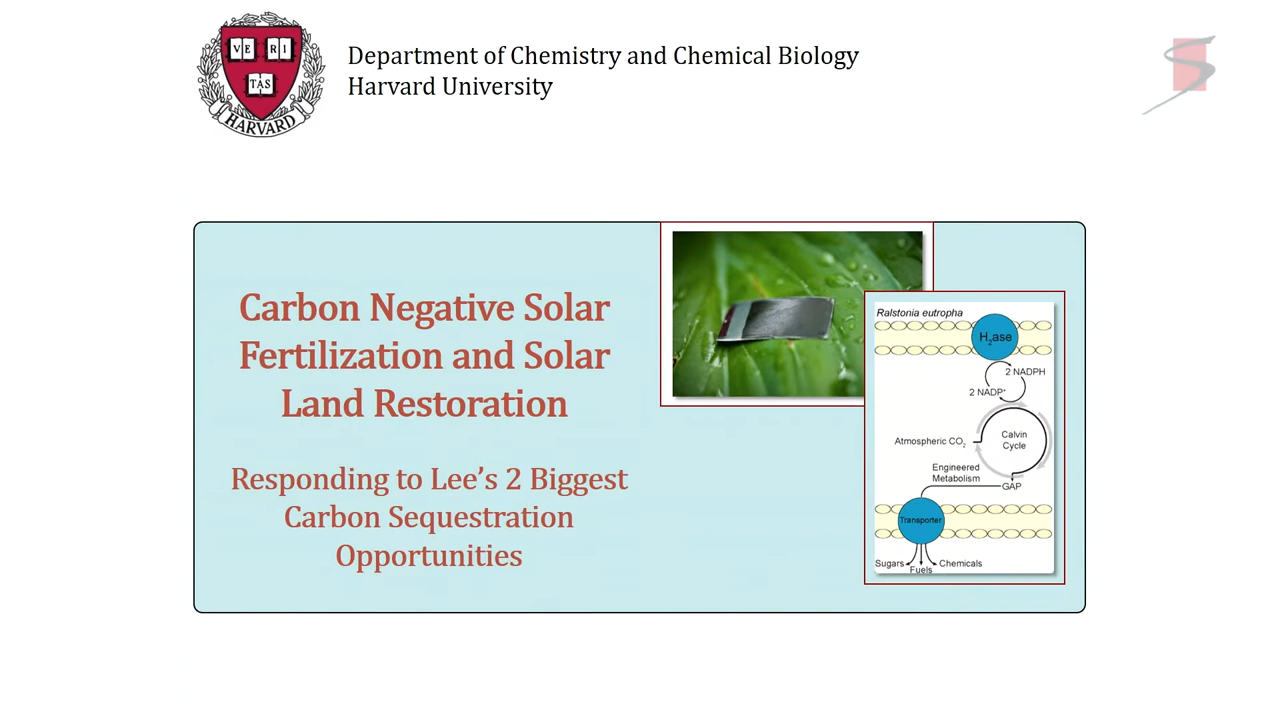 VE RI
TAS
HARVARD
Department of Chemistry and Chemical Biology
Harvard University
Carbon Negative Solar
Fertilization and Solar
Land Restoration
Responding to Lee's 2 Biggest
Carbon Sequestration
Opportunities
Ralstonia eutropha
H₂ase
2 NADPH
2 NADP⁺
Atmospheric CO₂
Calvin
Cycle
Engineered
Metabolism
GAP
Transporter
Sugars
Fuels
Chemicals